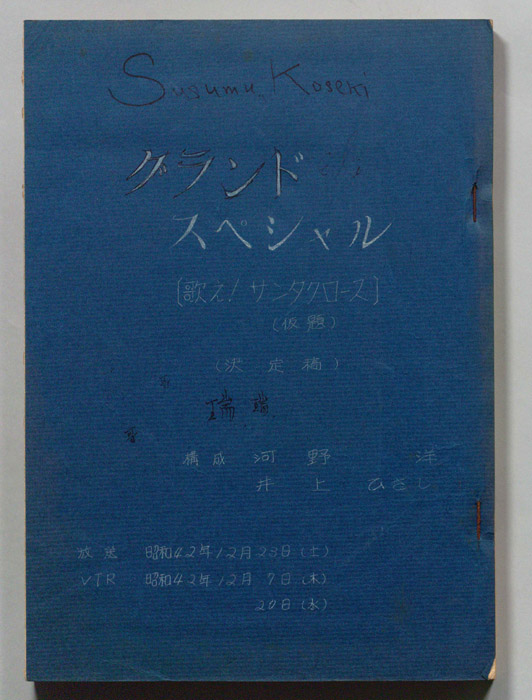 Susumu Koseki
グランド
スペシャル
〔歌え!サンタクロース〕
(仮題)
(決定稿)
瑞瑞
構成 河野 洋
井上 ひさし
放送 昭和42年12月23日(土)
VTR 昭和42年12月 7日(木)
20日(水)